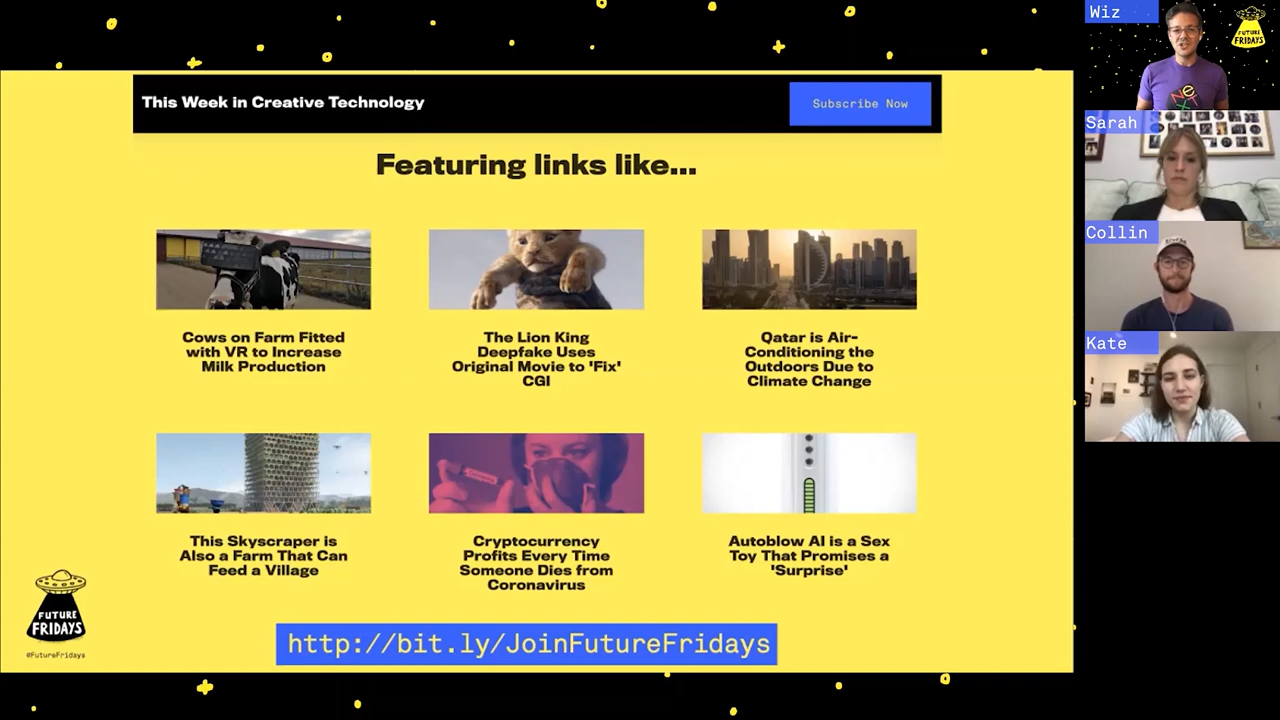 This Week in Creative Technology
Subscribe Now
Featuring links like...
Cows on Farm Fitted
with VR to Increase
Milk Production
The Lion King
Deepfake Uses
Original Movie to 'Fix'
CGI
Qatar is Air-
Conditioning the
Outdoors Due to
Climate Change
This Skyscraper is
Also a Farm That Can
Feed a Village
Cryptocurrency
Profits Every Time
Someone Dies from
Coronavirus
Autoblow AI is a Sex
Toy That Promises a
'Surprise'
FUTURE
FRIDAYS
#FutureFridays
http://bit.ly/JoinFutureFridays
Wiz
FUTURE
FRIDAYS
Sarah
Collin
Kate